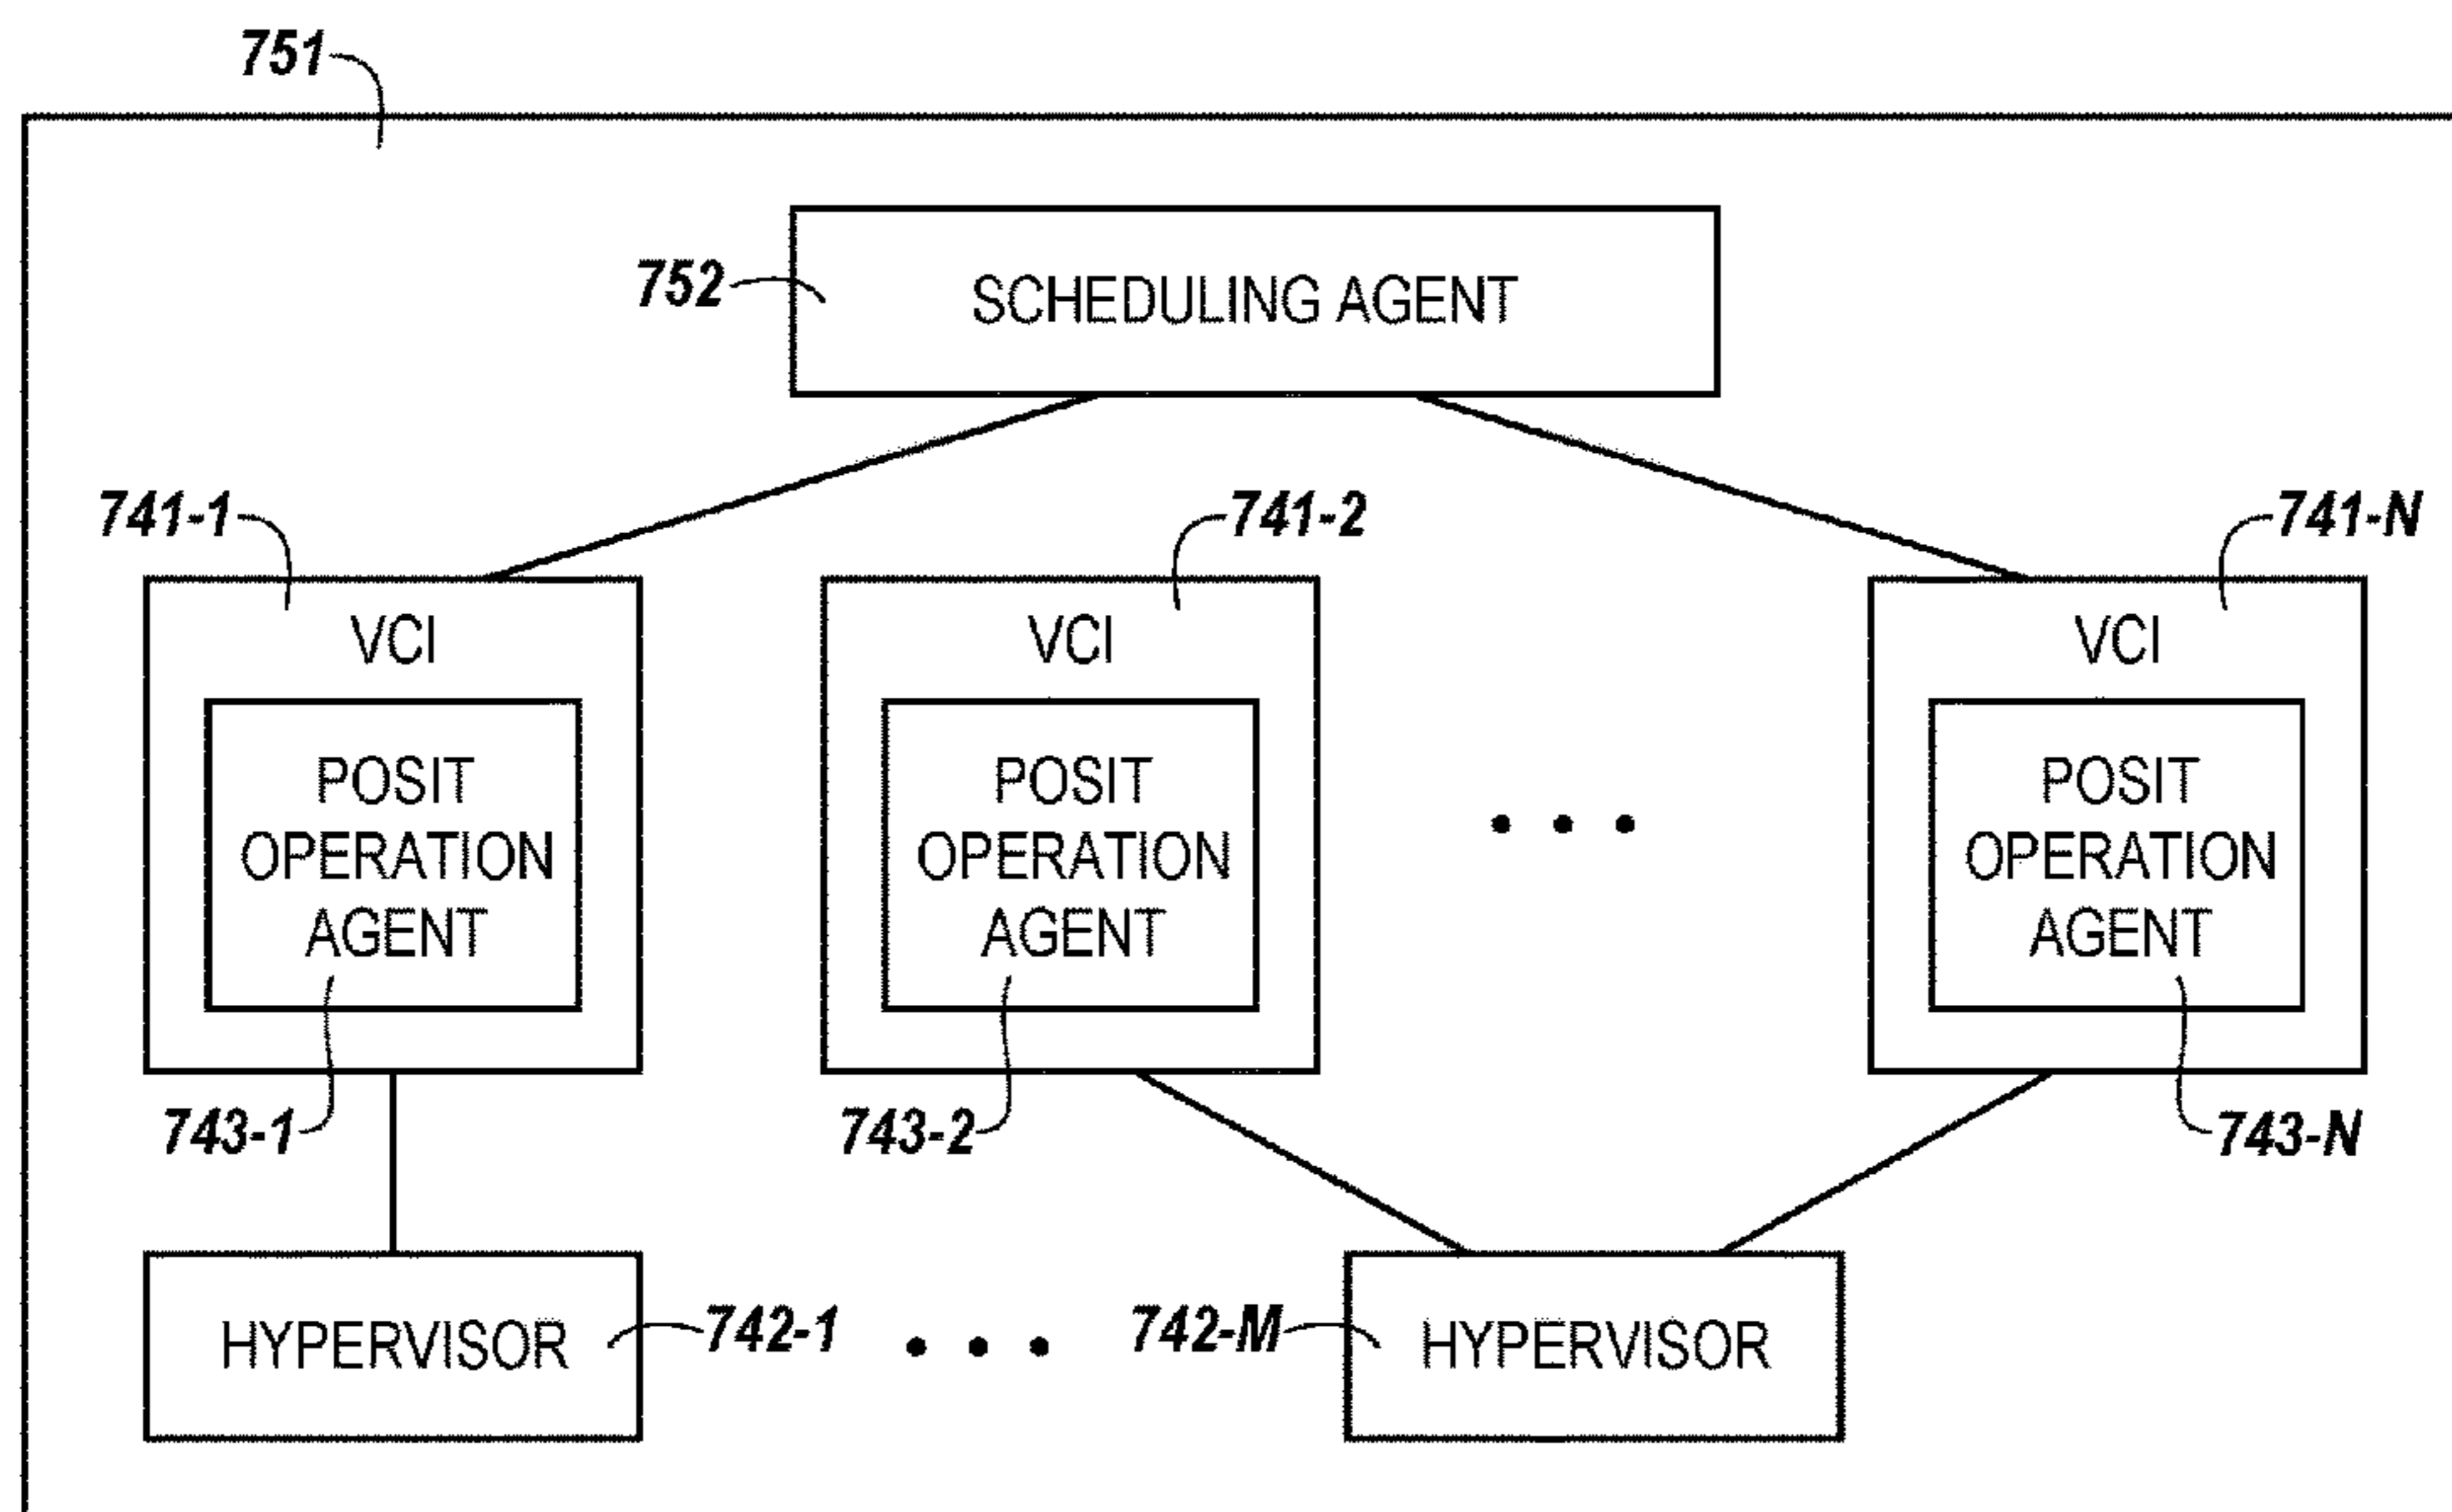 751
752
SCHEDULING AGENT
741-1
741-2
741-N
VCI
VCI
VCI
POSIT
OPERATION
AGENT
POSIT
OPERATION
AGENT
POSIT
OPERATION
AGENT
743-1
743-2
743-N
HYPERVISOR
742-1
742-M
HYPERVISOR